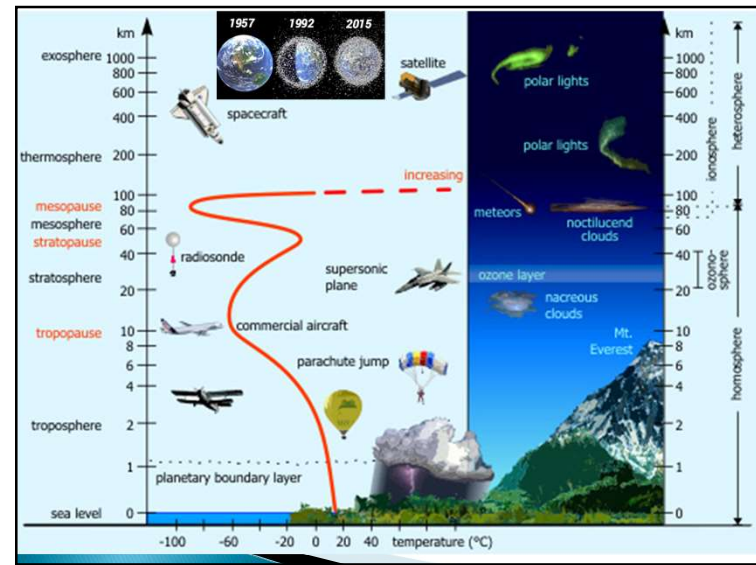 1957 1992 2015
km
km
exosphere
1000
800
600
400
200
100
80
60
40
20
10
8
6
4
2
1
0
thermosphere
mesopause
mesosphere
stratopause
stratosphere
tropopause
troposphere
sea level
spacecraft
satellite
increasing
radiosonde
supersonic
plane
commercial aircraft
parachute jump
planetary boundary layer
-100 -60 -20 0 20 40 temperature (°C)
polar lights
polar lights
meteors
noctilucend
clouds
ozone layer
nacreous
clouds
Mt.
Everest
1000
800
600
400
200
100
80
60
40
20
10
8
6
4
2
1
0
ionosphere
heterosphere
ozono-
sphere
homosphere